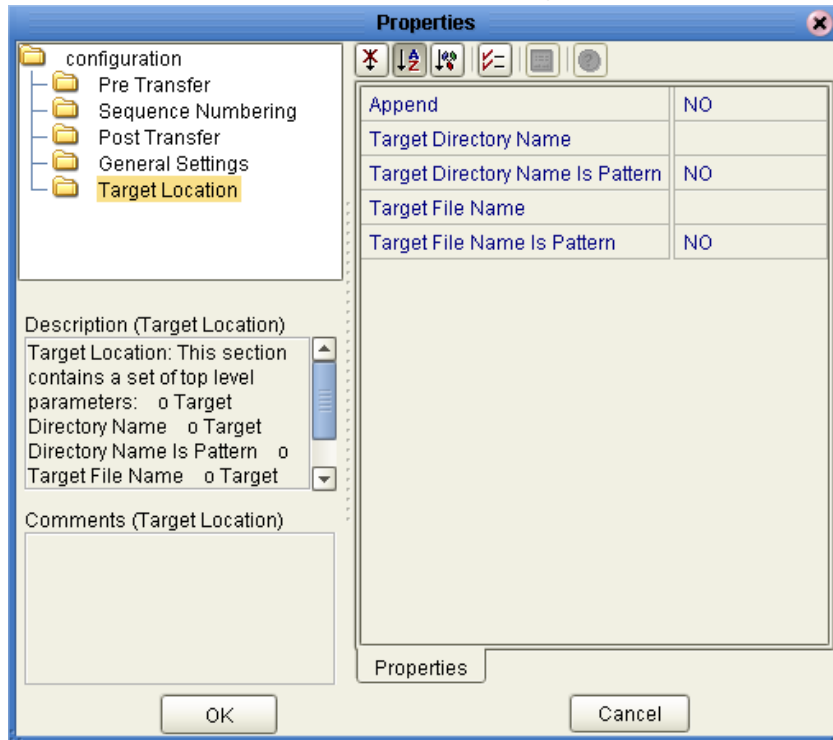 Properties
configuration
Pre Transfer
Sequence Numbering
Post Transfer
General Settings
Target Location
Description (Target Location)
Target Location: This section
contains a set of top level
parameters: o Target
Directory Name o Target
Directory Name Is Pattern o
Target File Name o Target
Comments (Target Location)
Append NO
Target Directory Name
Target Directory Name Is Pattern NO
Target File Name
Target File Name Is Pattern NO
Properties
OK
Cancel